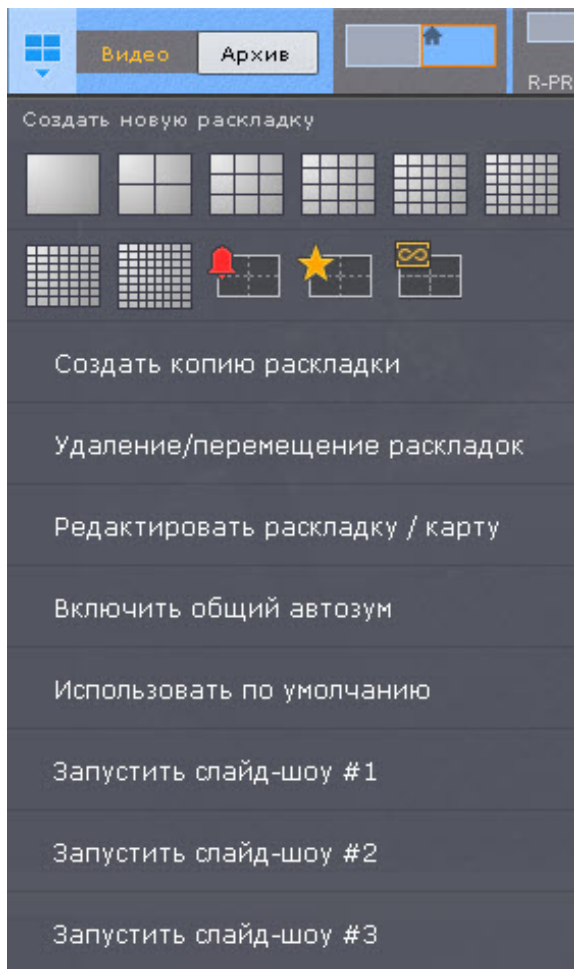 Видео Архив
R-PR
Создать новую раскладку
Создать копию раскладки
Удаление/перемещение раскладок
Редактировать раскладку / карту
Включить общий автозум
Использовать по умолчанию
Запустить слайд-шоу #1
Запустить слайд-шоу #2
Запустить слайд-шоу #3